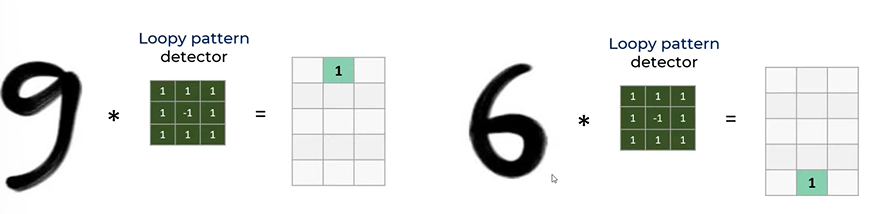 Loopy pattern
detector
9 * 1 1 1 = 1
1 -1 1
1 1 1
Loopy pattern
detector
6 * 1 1 1 = 1
1 -1 1
1 1 1